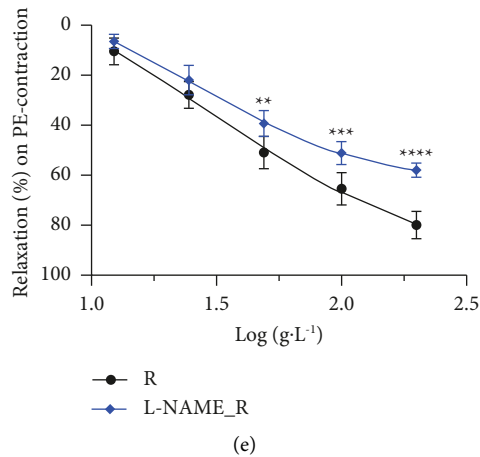 0
20
40
60
80
100
Relaxation (%) on PE-contraction
**
***
****
1.0 1.5 2.0 2.5
Log (g·L-1)
R
L-NAME_R
(e)